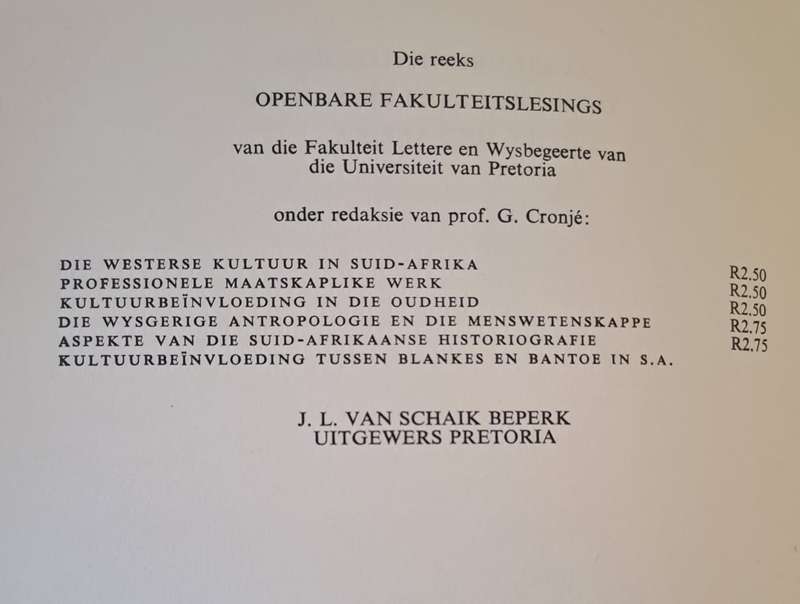 Die reeks
OPENBARE FAKULTEITSLESINGS
van die Fakulteit Lettere en Wysbegeerte van
die Universiteit van Pretoria
onder redaksie van prof. G. Cronjé:
DIE WESTERSE KULTUUR IN SUID-AFRIKA R2.50
PROFESSIONELE MAATSKAPLIKE WERK R2.50
KULTUURBEÏNVLOEDING IN DIE OUDHEID R2.50
DIE WYSGERIGE ANTROPOLOGIE EN DIE MENSWETENSKAPPE R2.75
ASPEKTE VAN DIE SUID-AFRIKAANSE HISTORIOGRAFIE R2.75
KULTUURBEÏNVLOEDING TUSSEN BLANKES EN BANTOE IN S.A.
J. L. VAN SCHAIK BEPERK
UITGEWERS PRETORIA